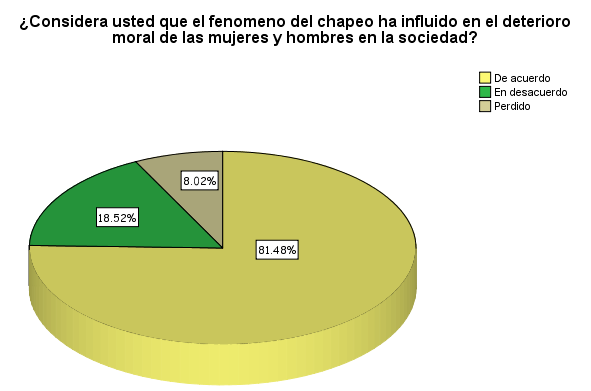 ¿Considera usted que el fenomeno del chapeo ha influido en el deterioro
moral de las mujeres y hombres en la sociedad?
De acuerdo
En desacuerdo
Perdido
8.02%
18.52%
81.48%